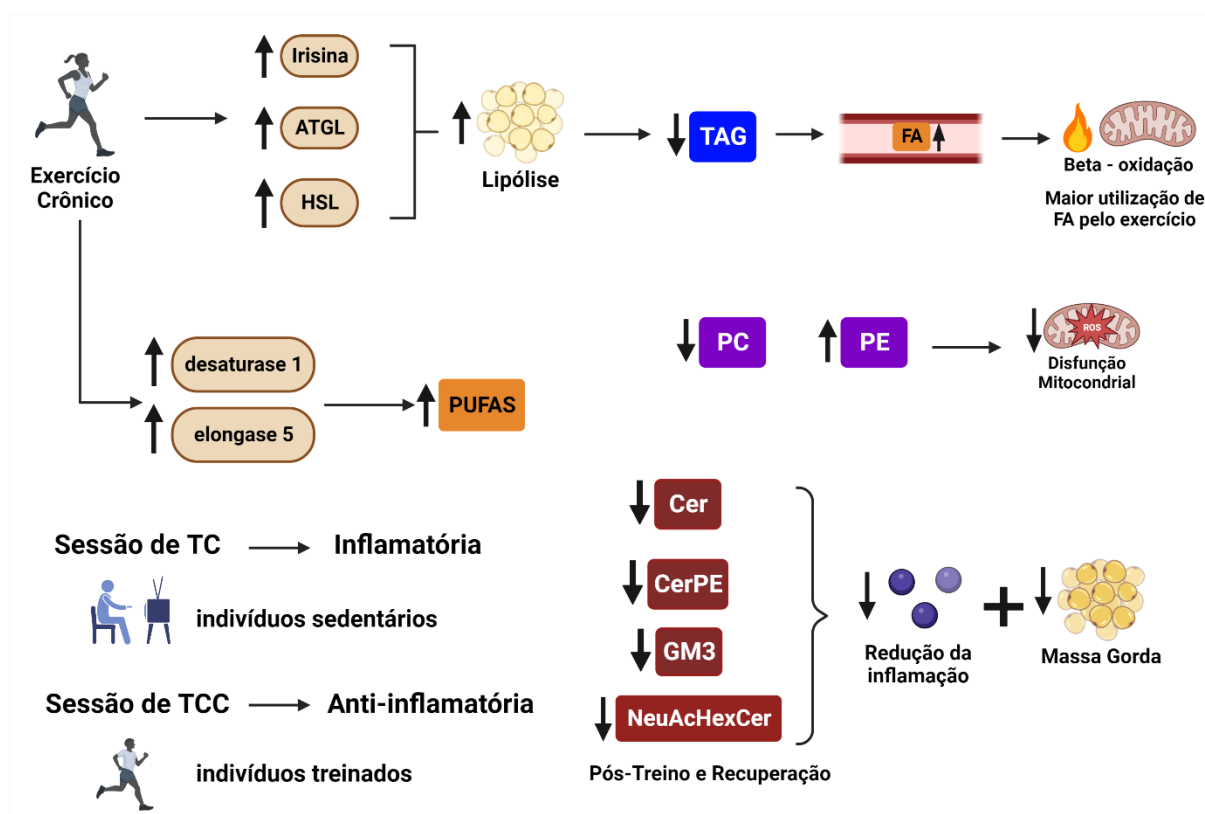 Exercício
Crônico
Irisina
ATGL
HSL
Lipólise
TAG
FA
Beta - oxidação
Maior utilização de
FA pelo exercício
desaturase 1
elongase 5
PUFAS
PC
PE
ROS
Disfunção
Mitocondrial
Sessão de TC
Inflamatória
indivíduos sedentários
Sessão de TCC
Anti-inflamatória
indivíduos treinados
Cer
CerPE
GM3
NeuAcHexCer
Pós-Treino e Recuperação
Redução da
inflamação
Massa Gorda